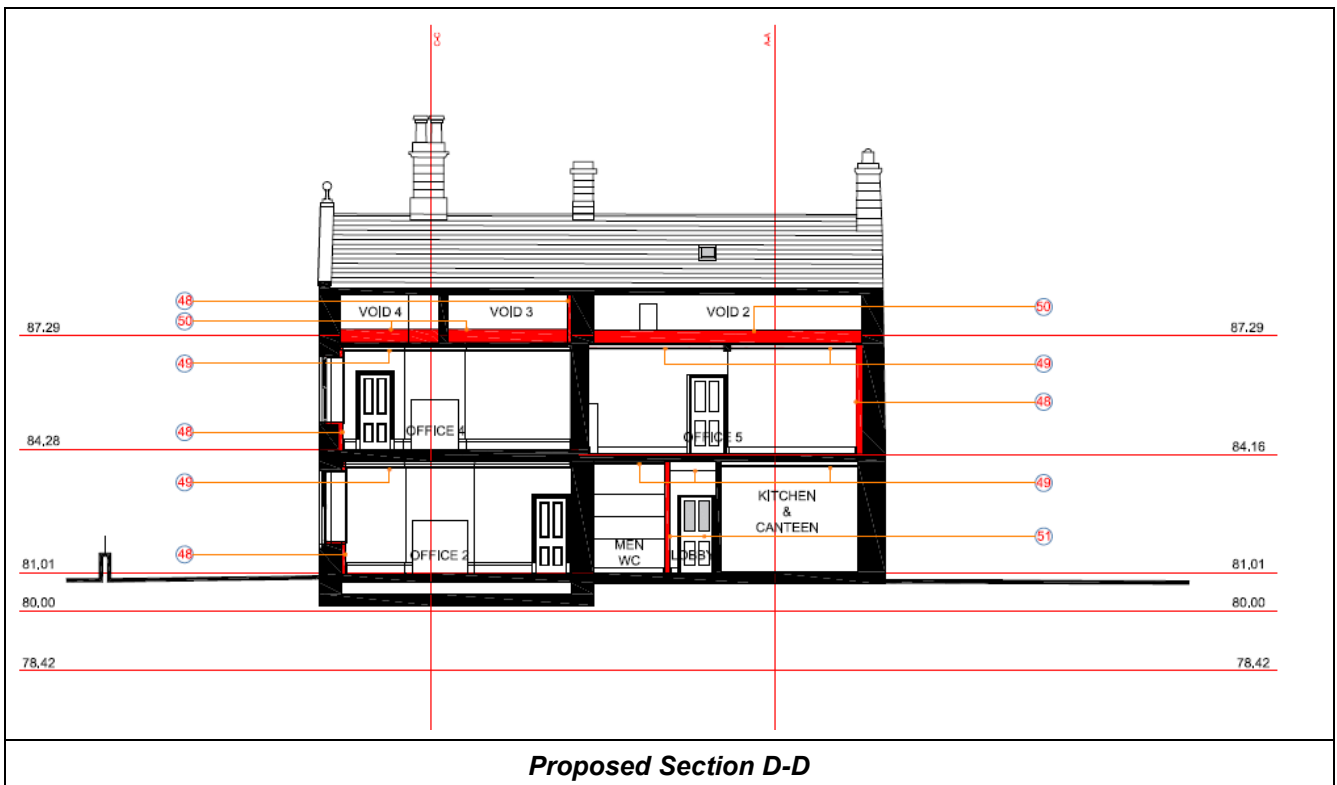 C-C
A-A
48
VOID 4
VOID 3
VOID 2
50
50
87.29
87.29
49
49
48
48
OFFICE 4
OFFICE 5
84,28
84,16
49
49
KITCHEN
&
CANTEEN
51
MEN
WC
LOBBY
48
OFFICE 2
81,01
81,01
80.00
80,00
78,42
78,42
Proposed Section D-D